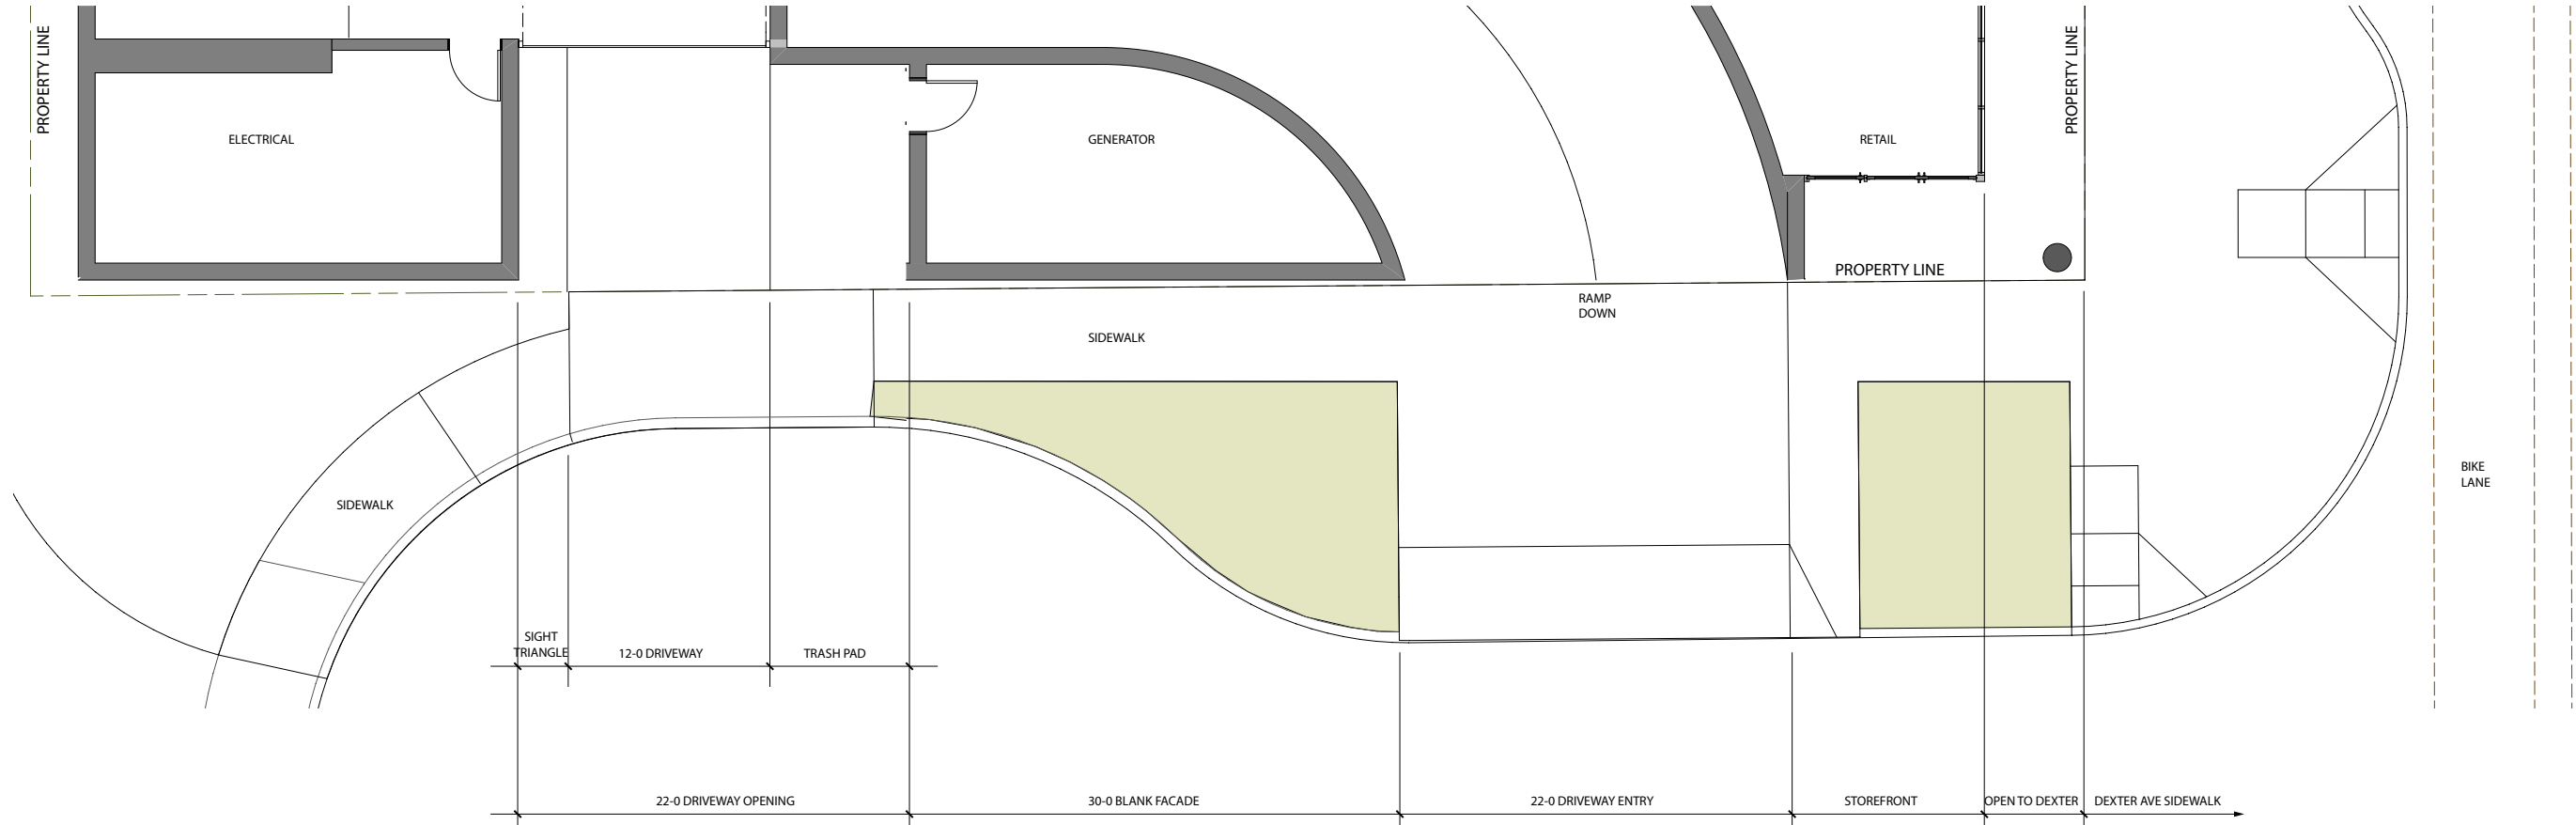 PROPERTY LINE
PROPERTY LINE
ELECTRICAL
GENERATOR
RETAIL
PROPERTY LINE
RAMP
DOWN
SIDEWALK
BIKE
LANE
SIDEWALK
SIGHT
TRIANGLE
12-0 DRIVEWAY
TRASH PAD
22-0 DRIVEWAY OPENING
30-0 BLANK FACADE
22-0 DRIVEWAY ENTRY
STOREFRONT
OPEN TO DEXTER
DEXTER AVE SIDEWALK